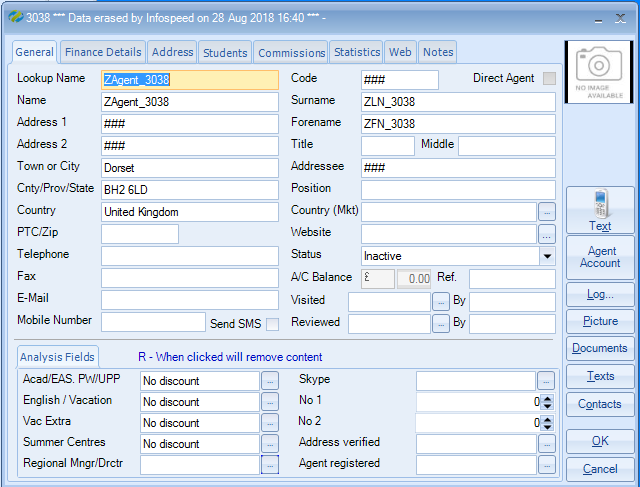 3038 *** Data erased by Infospeed on 28 Aug 2018 16:40 *** -
General Finance Details Address Students Commissions Statistics Web Notes
Lookup Name ZAgent_3038 Code ### Direct Agent
Name ZAgent_3038 Surname ZLN_3038
Address 1 ### Forename ZFN_3038
Address 2 ### Title Middle
Town or City Dorset Addressee ###
Cnty/Prov/State BH2 6LD Position
Country United Kingdom Country (Mkt) ...
PTC/Zip Website ...
Telephone Status Inactive
Fax A/C Balance £ 0.00 Ref.
E-Mail Visited ... By
Mobile Number Send SMS Reviewed ... By
NO IMAGE
AVAILABLE
Text
Agent
Account
Log...
Picture
Documents
Texts
Contacts
OK
Cancel
Analysis Fields R - When clicked will remove content
Acad/EAS. PW/UPP No discount ... Skype ...
English / Vacation No discount ... No 1 0
Vac Extra No discount ... No 2 0
Summer Centres No discount ... Address verified ...
Regional Mngr/Drctr ... Agent registered ...